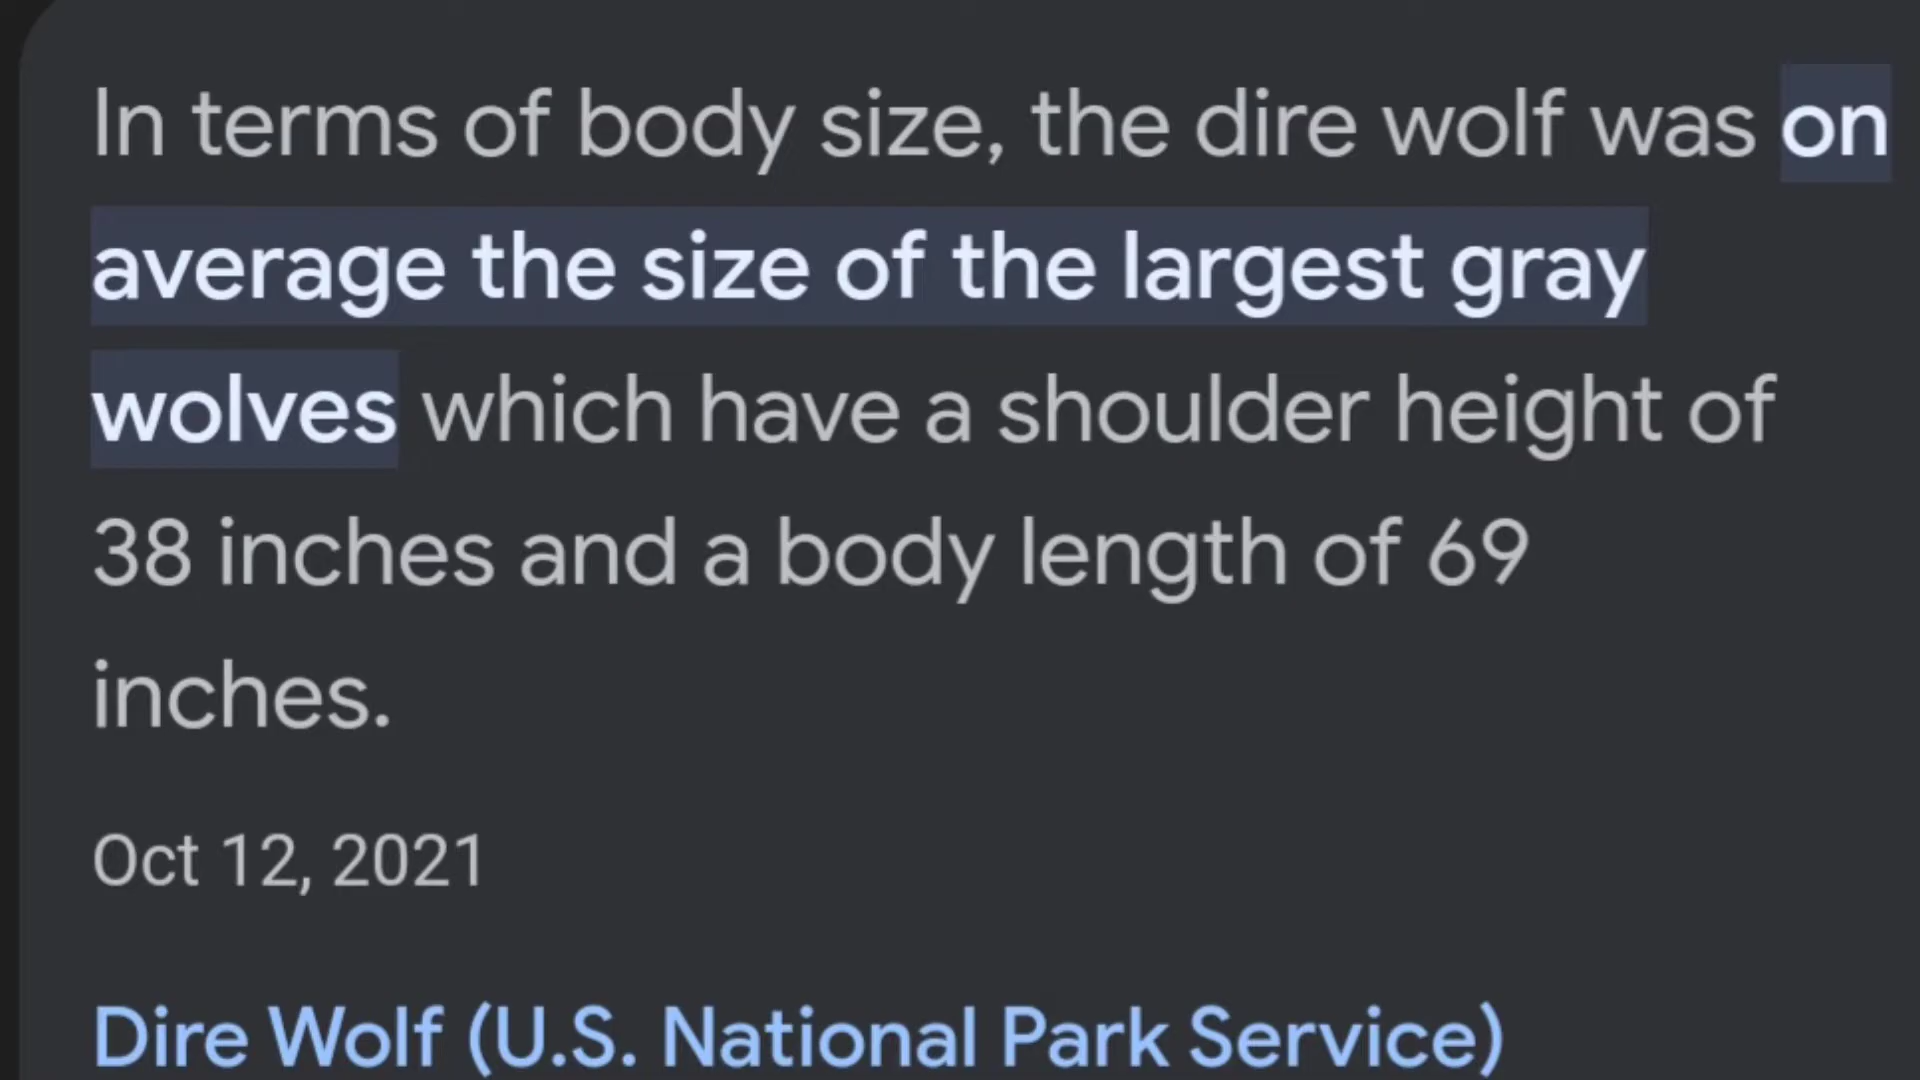 In terms of body size, the dire wolf was on
average the size of the largest gray
wolves which have a shoulder height of
38 inches and a body length of 69
inches.
Oct 12, 2021
Dire Wolf (U.S. National Park Service)